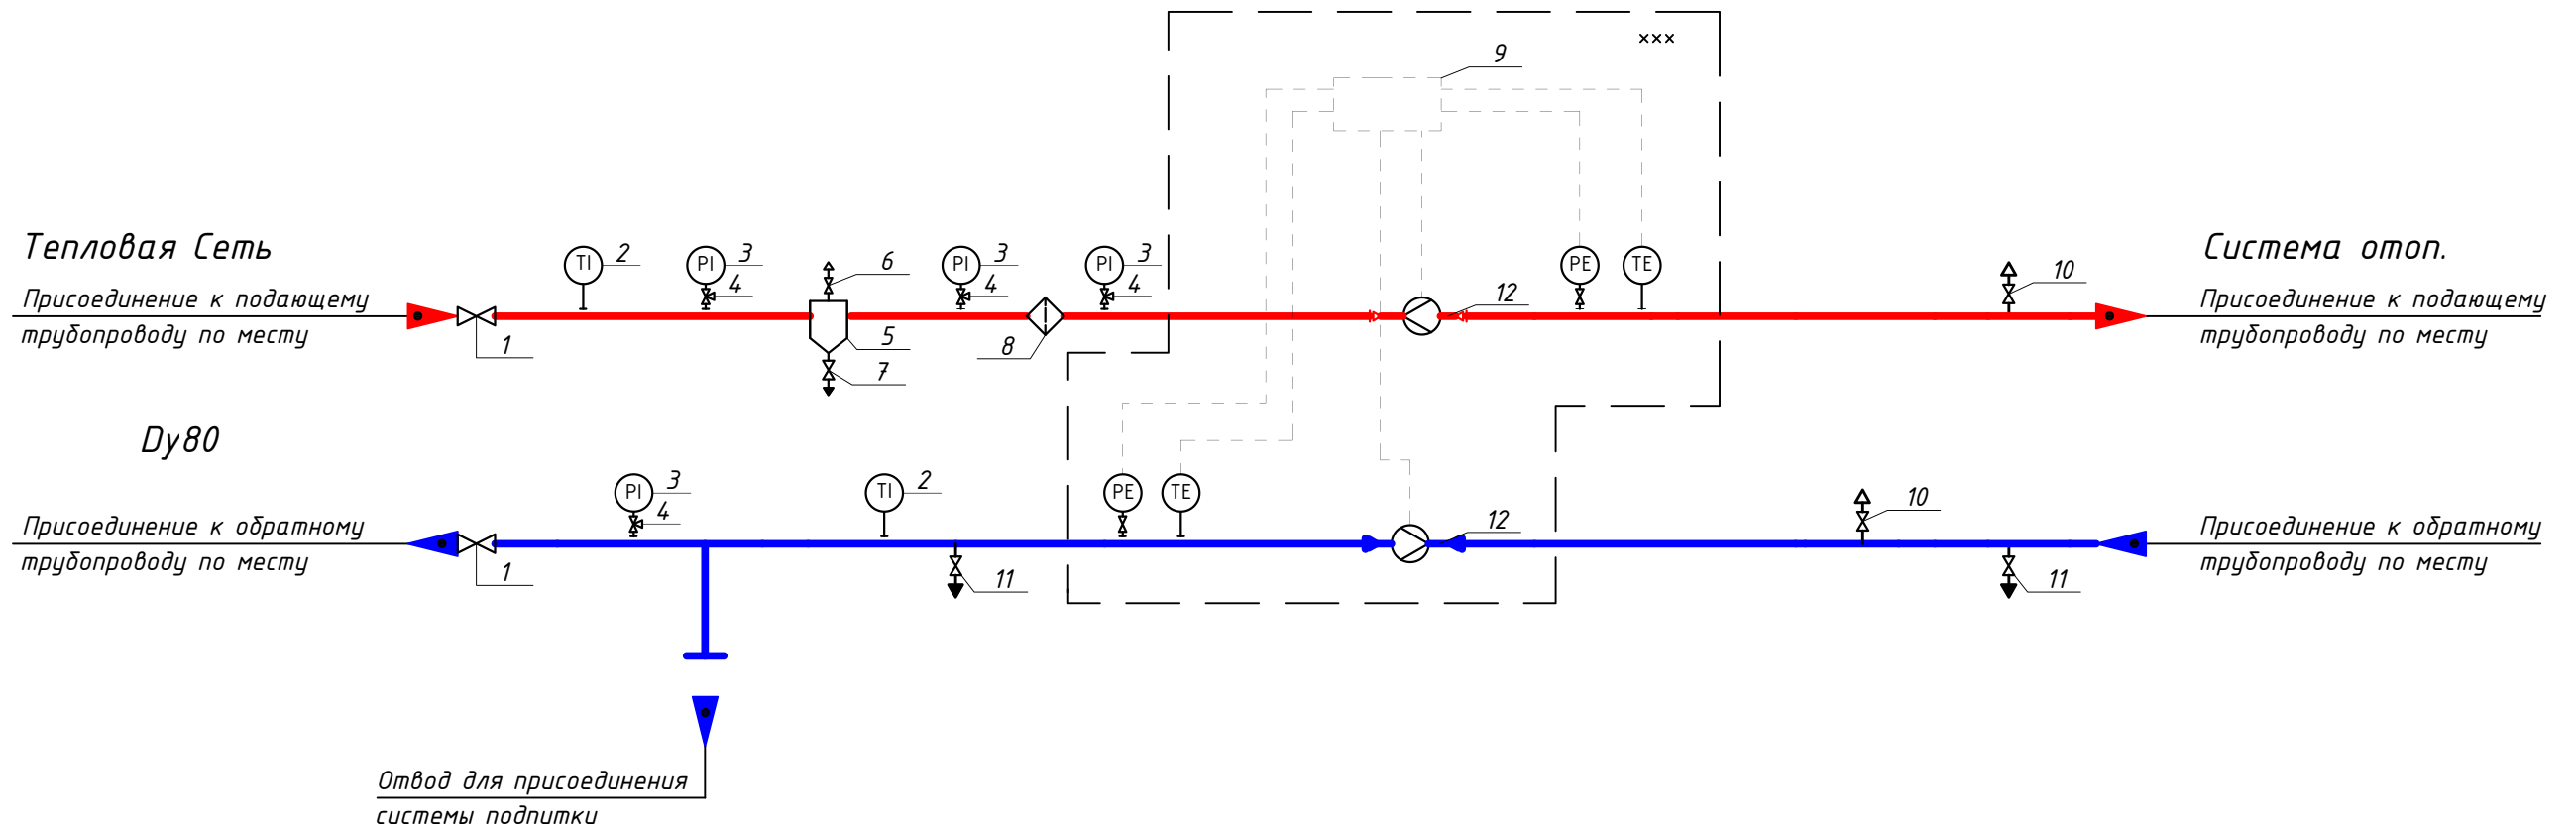 ×××
9
Тепловая Сеть
Система отоп.
TI 2
PI 3
4
6
PI 3
4
PI 3
4
PE
TE
10
12
Присоединение к подающему
трубопроводу по месту
1
5
7
8
Присоединение к подающему
трубопроводу по месту
Dу80
PI 3
4
TI 2
PE
TE
12
10
Присоединение к обратному
трубопроводу по месту
1
11
11
Присоединение к обратному
трубопроводу по месту
Отвод для присоединения
системы подпитки